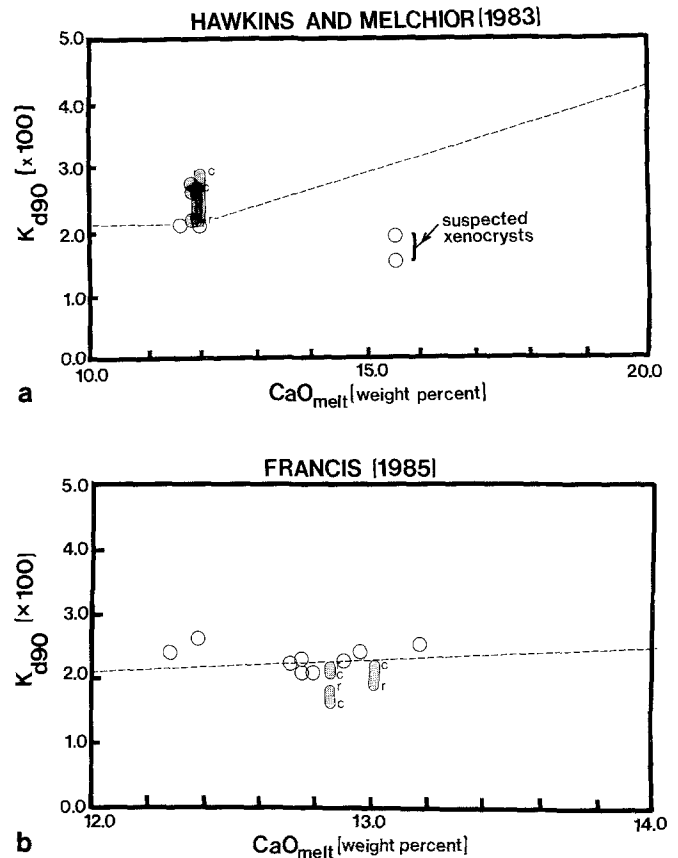 HAWKINS AND MELCHIOR [1983]
5.0
4.0
3.0
2.0
1.0
0.0
Kd90 [×100]
c
c
r
suspected
xenocrysts
10.0
15.0
20.0
CaOmelt [weight percent]
a
FRANCIS [1985]
5.0
4.0
3.0
2.0
1.0
0.0
Kd90 [×100]
r
c
r
c
c
r
12.0
13.0
14.0
CaOmelt [weight percent]
b